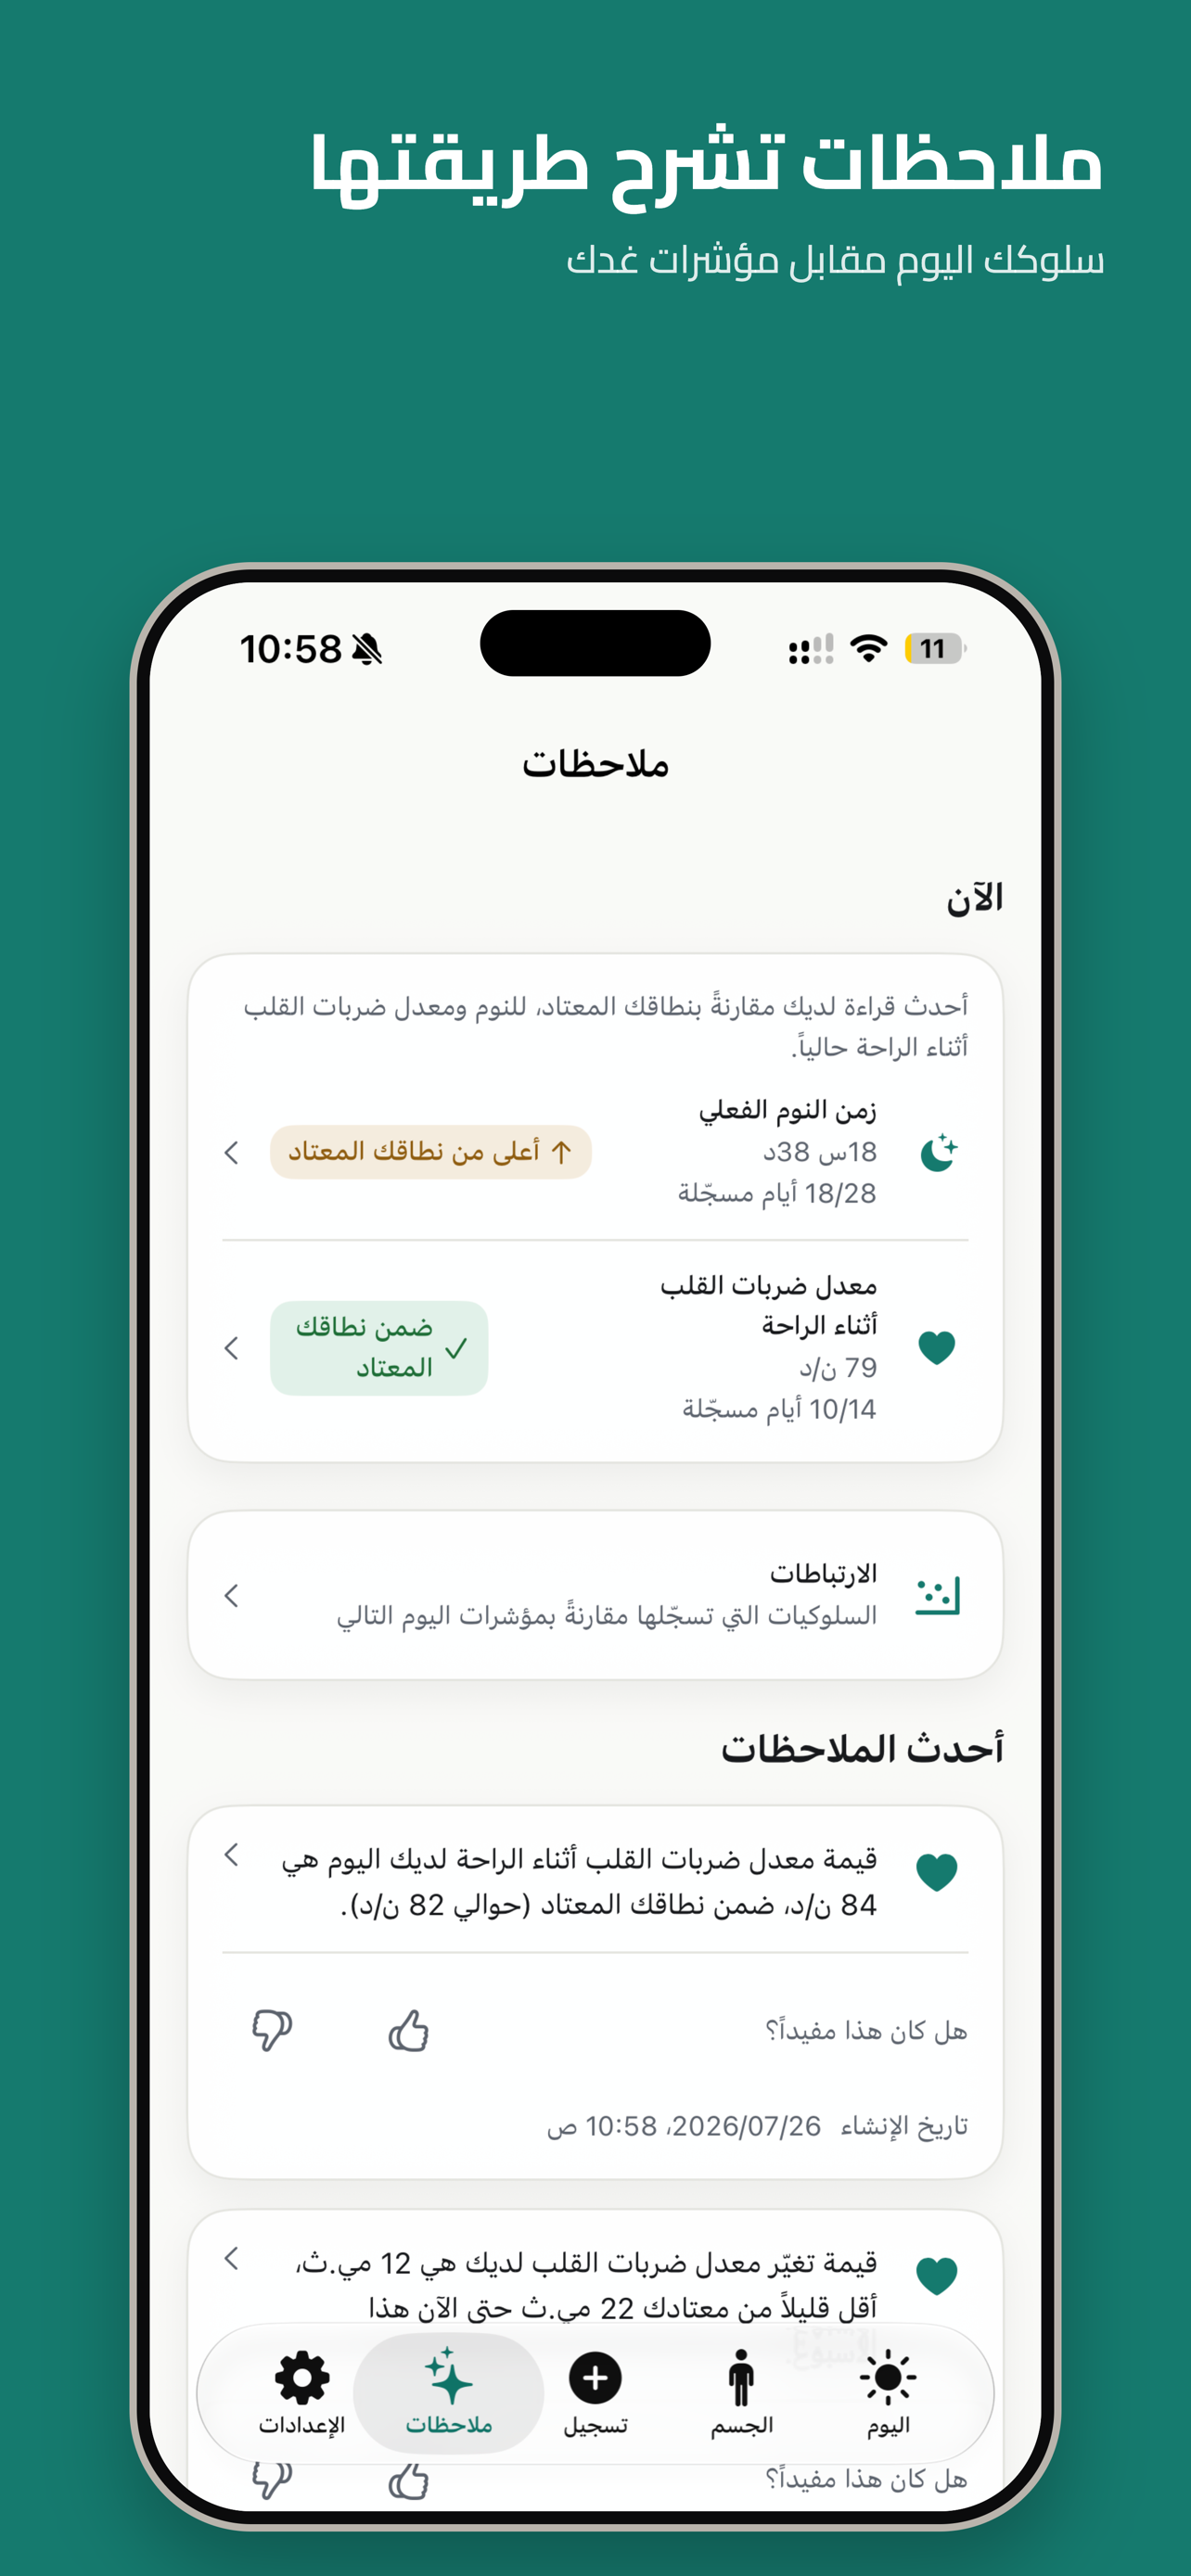 ملاحظات تشرح طريقتها
سلوكك اليوم مقابل مؤشرات غدك
10:58
11
ملاحظات
الآن
أحدث قراءة لديك مقارنةً بنطاقك المعتاد، للنوم ومعدل ضربات القلب
أثناء الراحة حالياً.
زمن النوم الفعلي
18س 38د
18/28 أيام مسجّلة
↑ أعلى من نطاقك المعتاد
معدل ضربات القلب
أثناء الراحة
79 ن/د
10/14 أيام مسجّلة
ضمن نطاقك
المعتاد
الارتباطات
السلوكيات التي تسجّلها مقارنةً بمؤشرات اليوم التالي
أحدث الملاحظات
قيمة معدل ضربات القلب أثناء الراحة لديك اليوم هي
84 ن/د، ضمن نطاقك المعتاد (حوالي 82 ن/د).
هل كان هذا مفيداً؟
تاريخ الإنشاء 2026/07/26، 10:58 ص
قيمة تغيّر معدل ضربات القلب لديك هي 12 مي.ث،
أقل قليلاً من معتادك 22 مي.ث حتى الآن هذا
الأسبوع.
اليوم
الجسم
تسجيل
ملاحظات
الإعدادات
هل كان هذا مفيداً؟